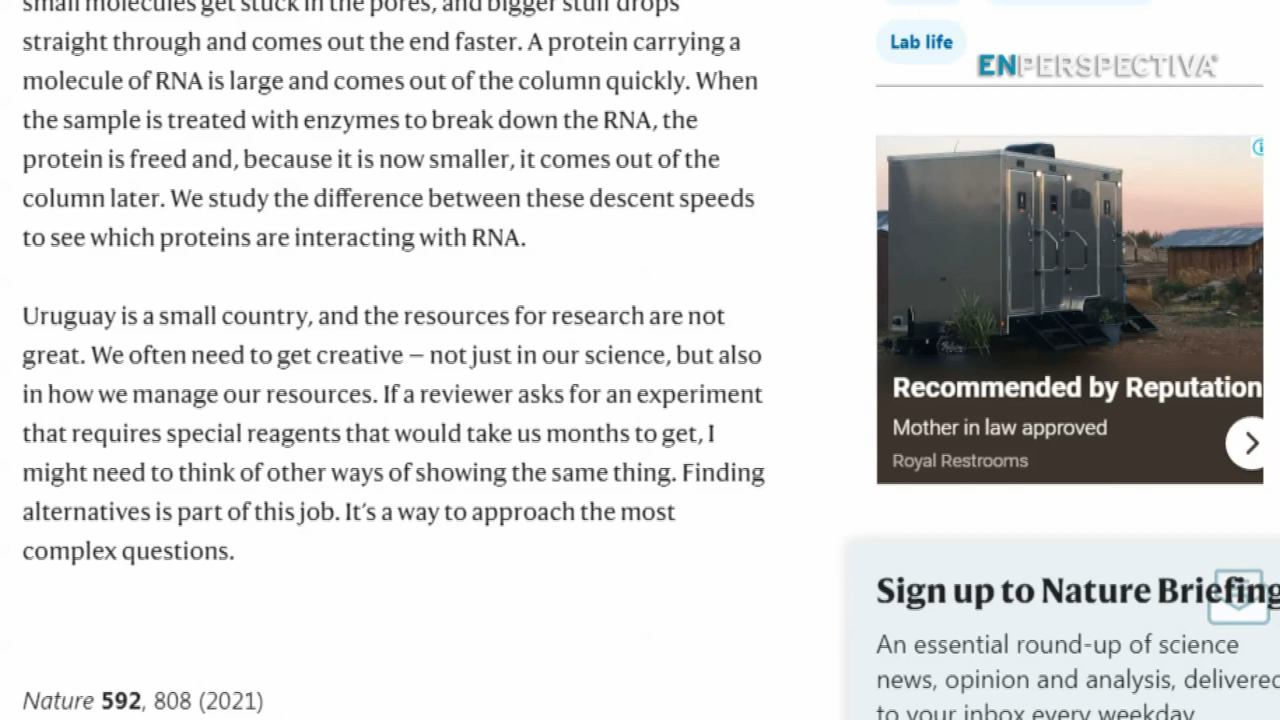 small molecules get stuck in the pores, and bigger stuff drops
straight through and comes out the end faster. A protein carrying a
molecule of RNA is large and comes out of the column quickly. When
the sample is treated with enzymes to break down the RNA, the
protein is freed and, because it is now smaller, it comes out of the
column later. We study the difference between these descent speeds
to see which proteins are interacting with RNA.
Uruguay is a small country, and the resources for research are not
great. We often need to get creative – not just in our science, but also
in how we manage our resources. If a reviewer asks for an experiment
that requires special reagents that would take us months to get, I
might need to think of other ways of showing the same thing. Finding
alternatives is part of this job. It’s a way to approach the most
complex questions.
Nature 592, 808 (2021)
Lab life
ENPERSPECTIVA
Recommended by Reputation
Mother in law approved
Royal Restrooms
Sign up to Nature Briefing
An essential round-up of science
news, opinion and analysis, delivered
to your inbox every weekday